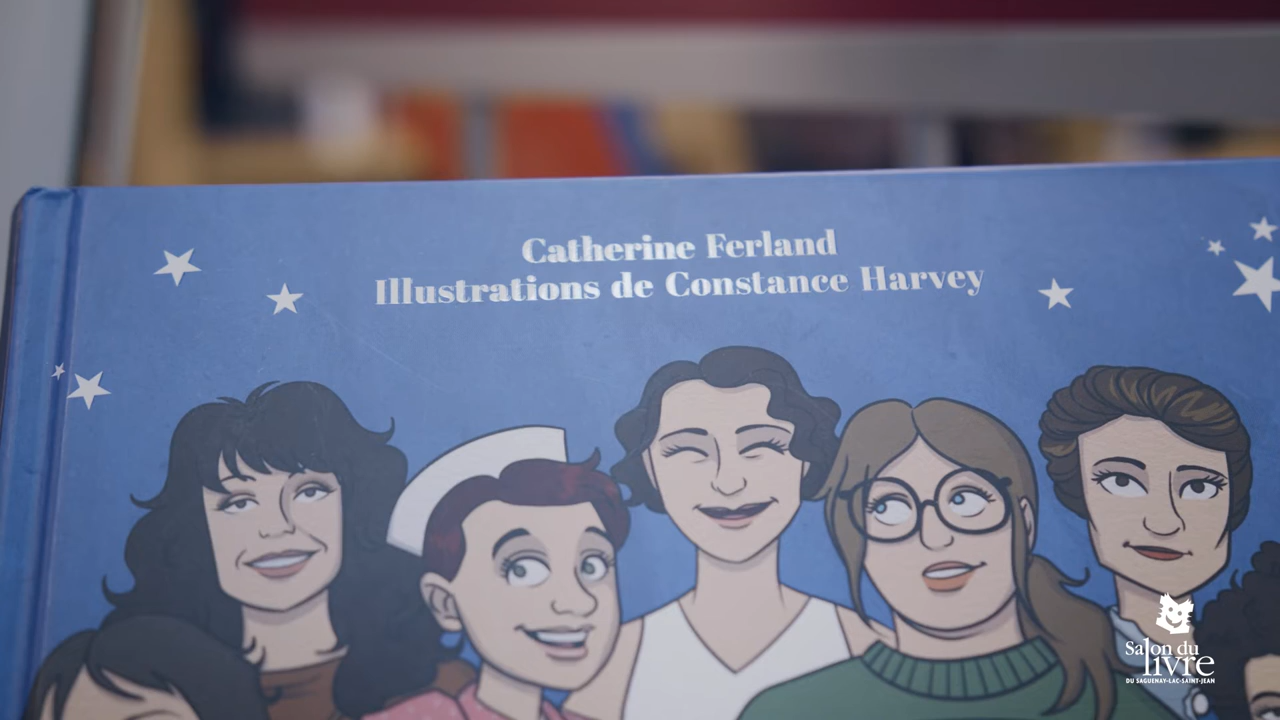 Catherine Ferland
Illustrations de Constance Harvey
Salon du
livre
DU SAGUENAY-LAC-SAINT-JEAN